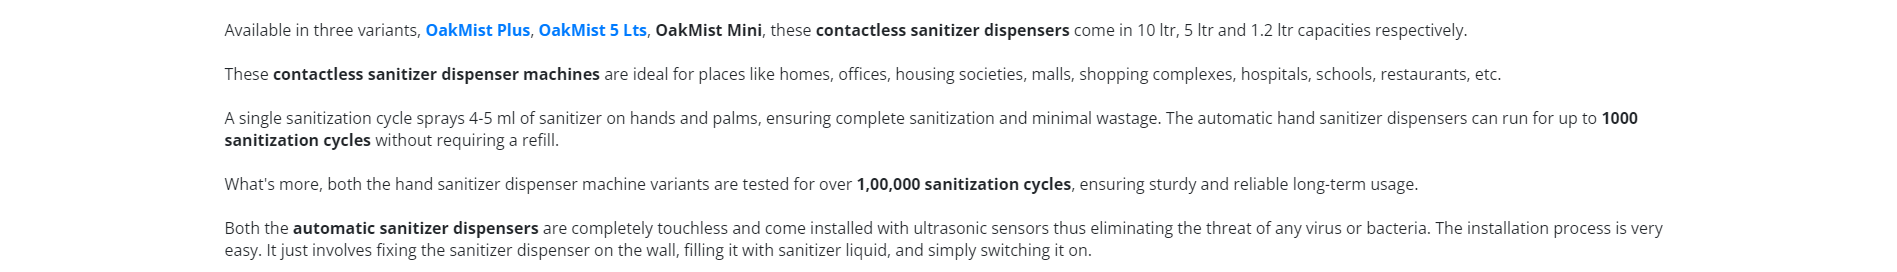 Available in three variants, OakMist Plus, OakMist 5 Lts, OakMist Mini, these contactless sanitizer dispensers come in 10 ltr, 5 ltr and 1.2 ltr capacities respectively.
These contactless sanitizer dispenser machines are ideal for places like homes, offices, housing societies, malls, shopping complexes, hospitals, schools, restaurants, etc.
A single sanitization cycle sprays 4-5 ml of sanitizer on hands and palms, ensuring complete sanitization and minimal wastage. The automatic hand sanitizer dispensers can run for up to 1000
sanitization cycles without requiring a refill.
What's more, both the hand sanitizer dispenser machine variants are tested for over 1,00,000 sanitization cycles, ensuring sturdy and reliable long-term usage.
Both the automatic sanitizer dispensers are completely touchless and come installed with ultrasonic sensors thus eliminating the threat of any virus or bacteria. The installation process is very
easy. It just involves fixing the sanitizer dispenser on the wall, filling it with sanitizer liquid, and simply switching it on.